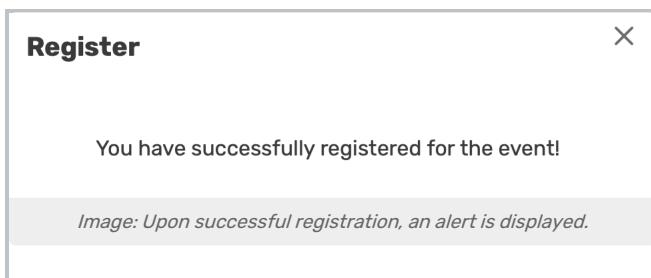 Register
You have successfully registered for the event!
Image: Upon successful registration, an alert is displayed.